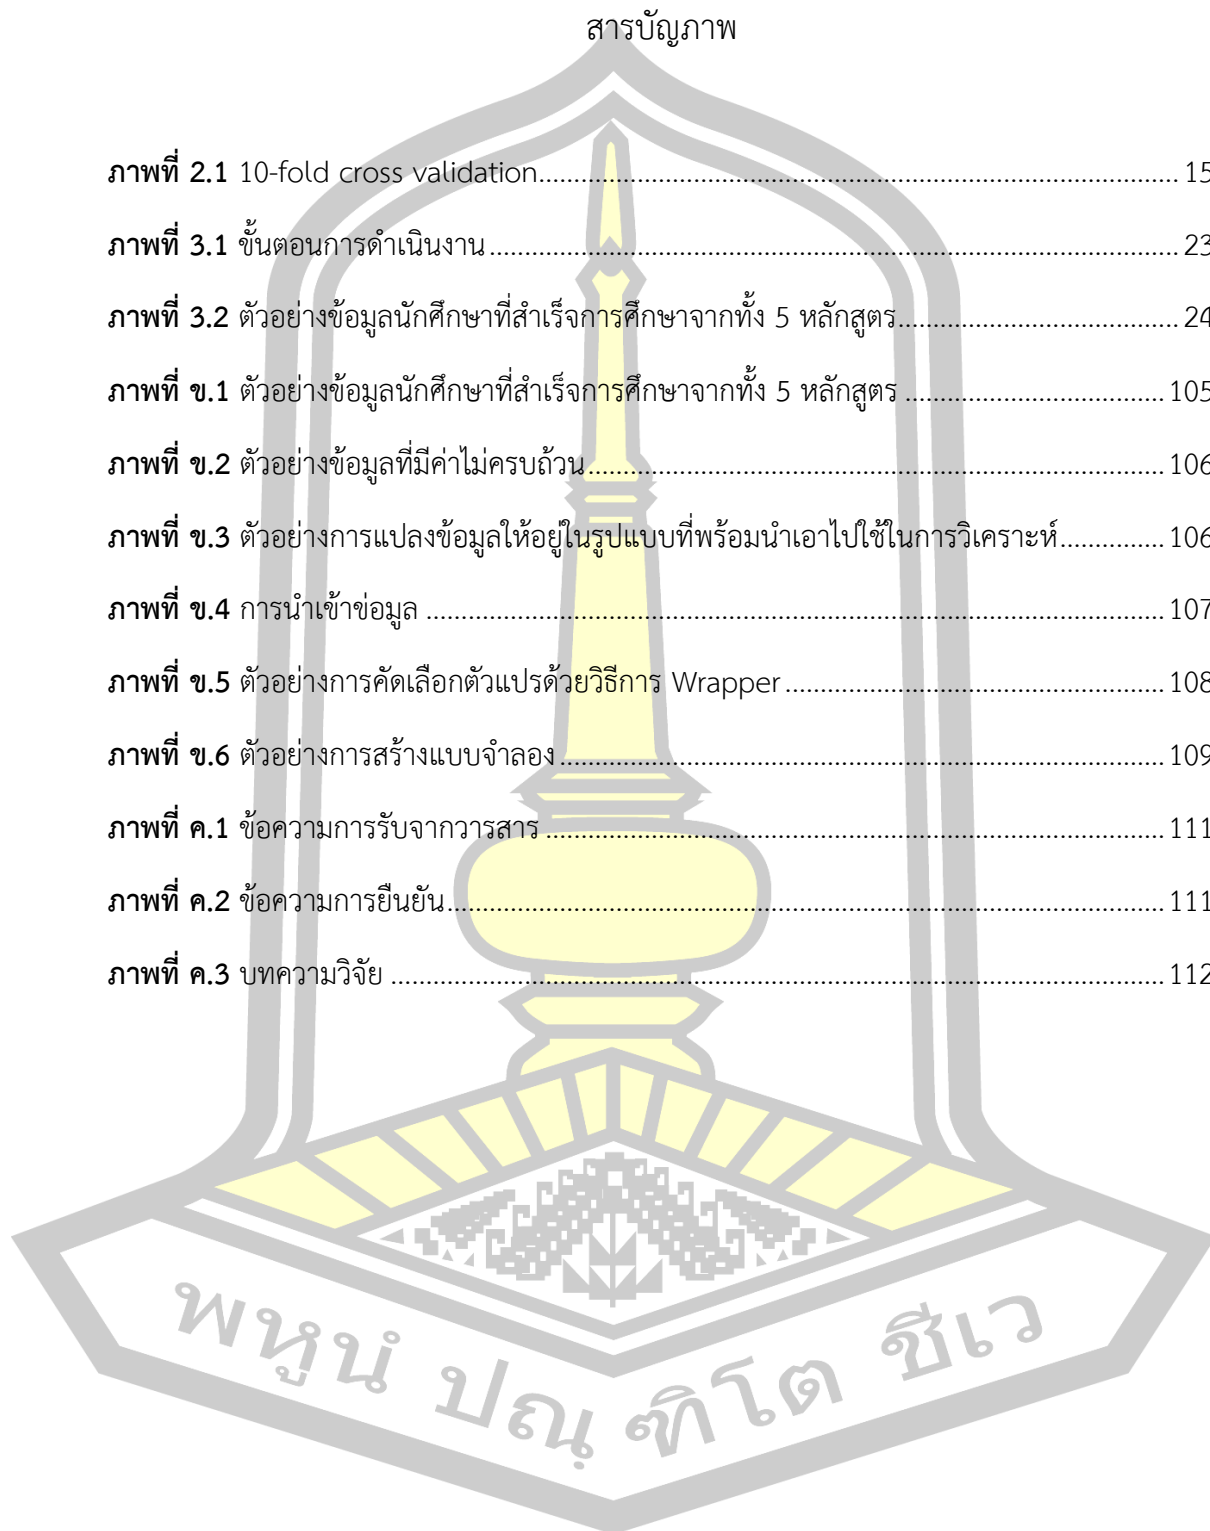 สารบัญภาพ
ภาพที่ 2.1 10-fold cross validation.......... 15
ภาพที่ 3.1 ขั้นตอนการดำเนินงาน.......... 23
ภาพที่ 3.2 ตัวอย่างข้อมูลนักศึกษาที่สำเร็จการศึกษาจากทั้ง 5 หลักสูตร.......... 24
ภาพที่ ข.1 ตัวอย่างข้อมูลนักศึกษาที่สำเร็จการศึกษาจากทั้ง 5 หลักสูตร.......... 105
ภาพที่ ข.2 ตัวอย่างข้อมูลที่มีค่าไม่ครบถ้วน.......... 106
ภาพที่ ข.3 ตัวอย่างการแปลงข้อมูลให้อยู่ในรูปแบบที่พร้อมนำเอาไปใช้ในการวิเคราะห์.......... 106
ภาพที่ ข.4 การนำเข้าข่อมูล.......... 107
ภาพที่ ข.5 ตัวอย่างการคัดเลือกตัวแปรด้วยวิธีการ Wrapper.......... 108
ภาพที่ ข.6 ตัวอย่างการสร้างแบบจำลอง.......... 109
ภาพที่ ค.1 ข้อความการรับจากวารสาร.......... 111
ภาพที่ ค.2 ข้อความการยืนยัน.......... 111
ภาพที่ ค.3 บทความวิจัย.......... 112
พหูนํ ปณฺฑิโต ชีเว